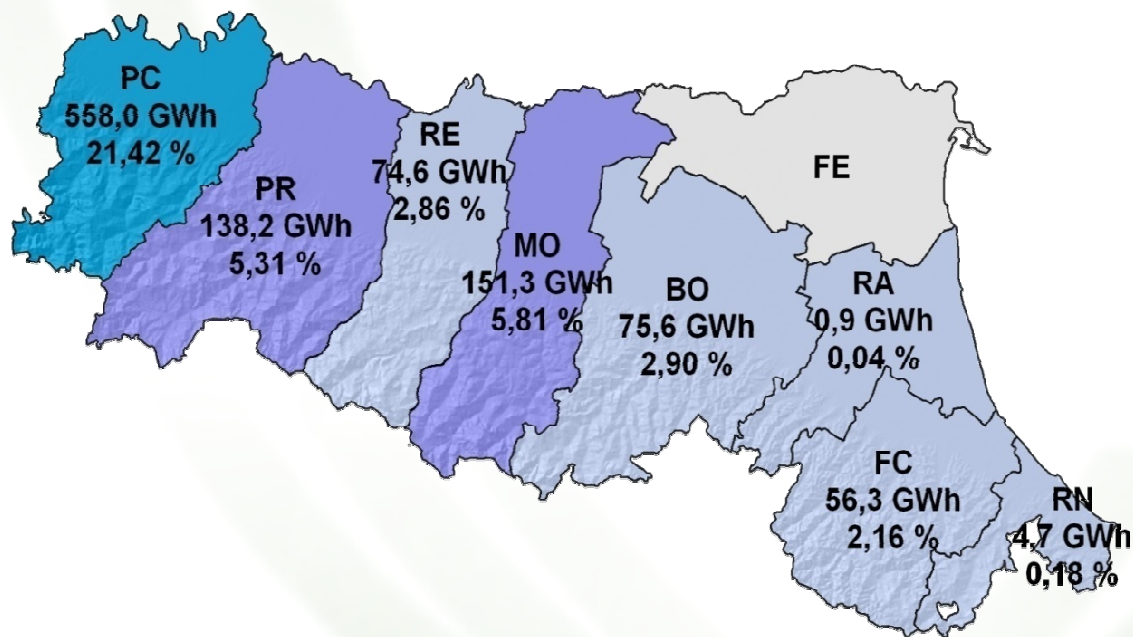 PC
558,0 GWh
21,42 %
PR
138,2 GWh
5,31 %
RE
74,6 GWh
2,86 %
MO
151,3 GWh
5,81 %
BO
75,6 GWh
2,90 %
FE
RA
0,9 GWh
0,04 %
FC
56,3 GWh
2,16 %
RN
4,7 GWh
0,18 %